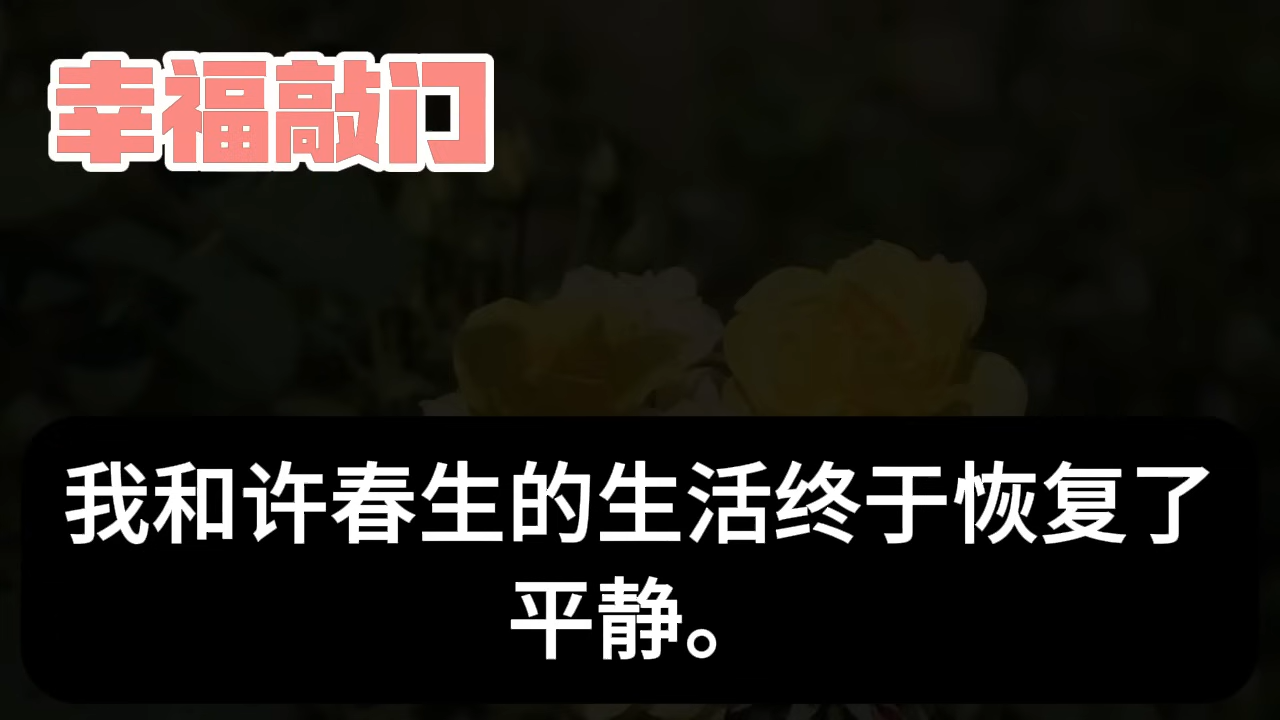 幸福敲门
我和许春生的生活终于恢复了
平静。